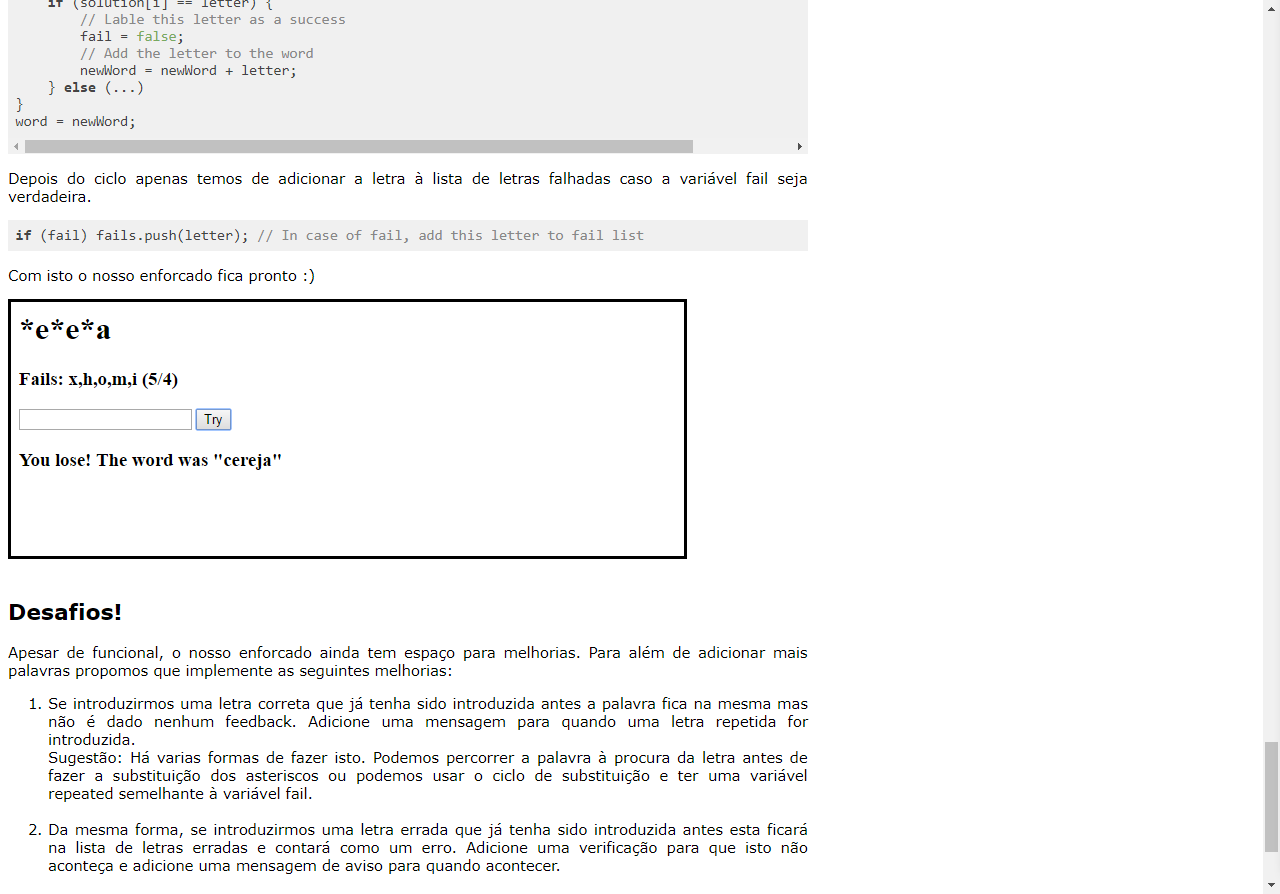 if (solution[i] == letter) {
// Lable this letter as a success
fail = false;
// Add the letter to the word
newWord = newWord + letter;
} else (...)
}
word = newWord;
Depois do ciclo apenas temos de adicionar a letra à lista de letras falhadas caso a variável fail seja
verdadeira.
if (fail) fails.push(letter); // In case of fail, add this letter to fail list
Com isto o nosso enforcado fica pronto :)
*e*e*a
Fails: x,h,o,m,i (5/4)
Try
You lose! The word was "cereja"
Desafios!
Apesar de funcional, o nosso enforcado ainda tem espaço para melhorias. Para além de adicionar mais
palavras propomos que implemente as seguintes melhorias:
1. Se introduzirmos uma letra correta que já tenha sido introduzida antes a palavra fica na mesma mas
não é dado nenhum feedback. Adicione uma mensagem para quando uma letra repetida for
introduzida.
Sugestão: Há varias formas de fazer isto. Podemos percorrer a palavra à procura da letra antes de
fazer a substituição dos asteriscos ou podemos usar o ciclo de substituição e ter uma variável
repeated semelhante à variável fail.
2. Da mesma forma, se introduzirmos uma letra errada que já tenha sido introduzida antes esta ficará
na lista de letras erradas e contará como um erro. Adicione uma verificação para que isto não
aconteça e adicione uma mensagem de aviso para quando acontecer.